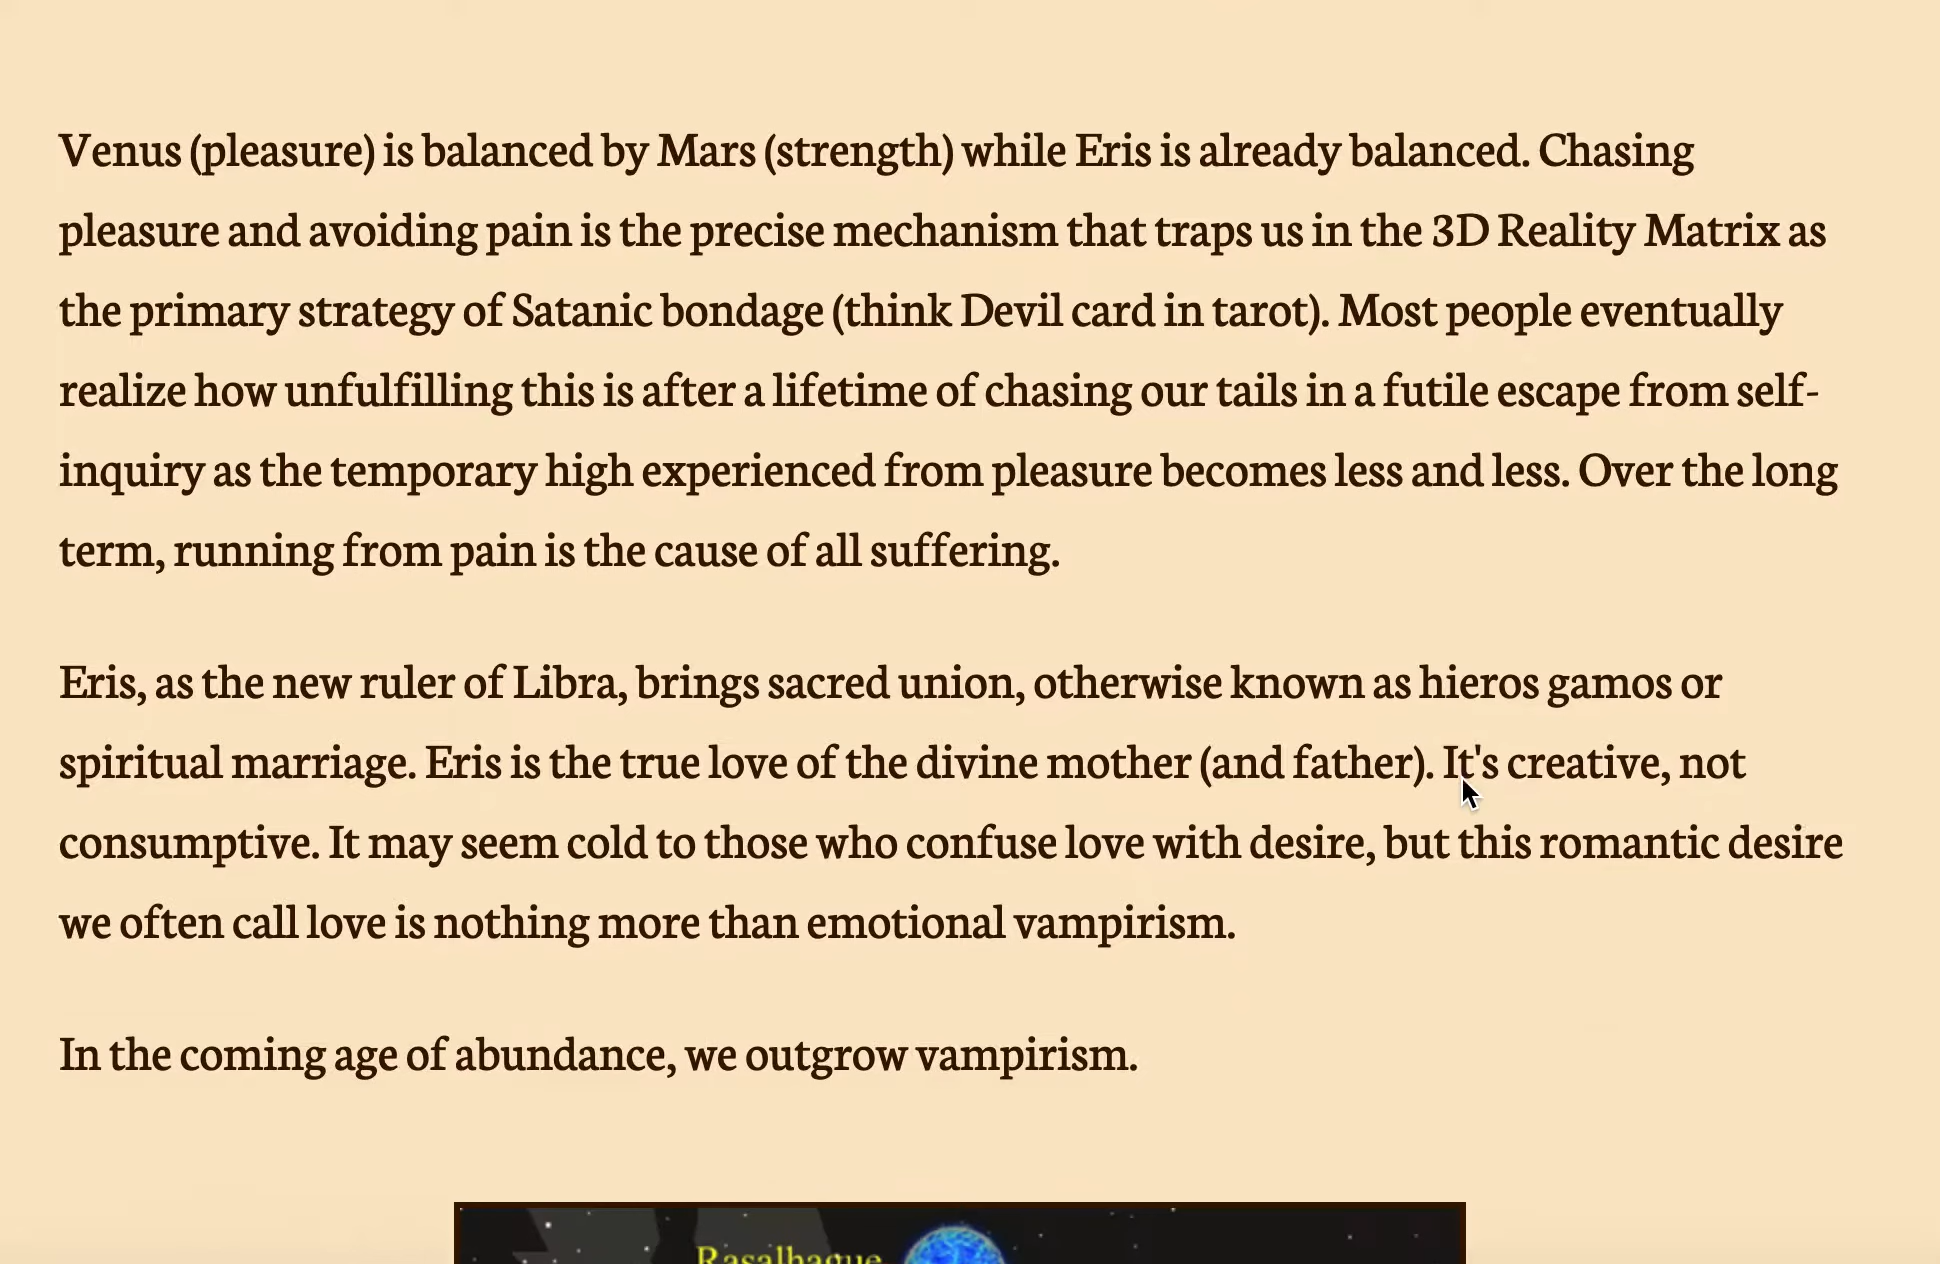 Venus (pleasure) is balanced by Mars (strength) while Eris is already balanced. Chasing
pleasure and avoiding pain is the precise mechanism that traps us in the 3D Reality Matrix as
the primary strategy of Satanic bondage (think Devil card in tarot). Most people eventually
realize how unfulfilling this is after a lifetime of chasing our tails in a futile escape from self-
inquiry as the temporary high experienced from pleasure becomes less and less. Over the long
term, running from pain is the cause of all suffering.
Eris, as the new ruler of Libra, brings sacred union, otherwise known as hieros gamos or
spiritual marriage. Eris is the true love of the divine mother (and father). It's creative, not
consumptive. It may seem cold to those who confuse love with desire, but this romantic desire
we often call love is nothing more than emotional vampirism.
In the coming age of abundance, we outgrow vampirism.
Rasalhague